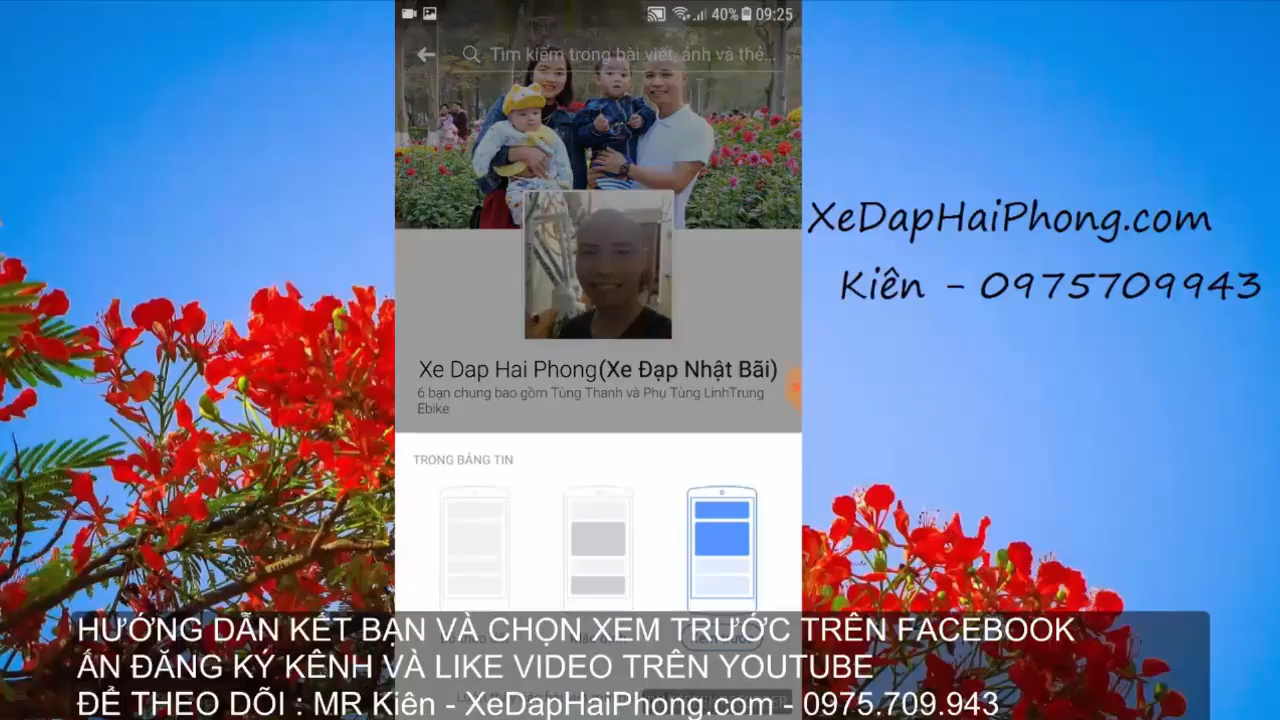 40% 09:25
Tìm kiếm trong bài viết, ảnh và thẻ...
XeDapHaiPhong.com
Kiên - 0975709943
Xe Dap Hai Phong(Xe Đạp Nhật Bãi)
6 bạn chung bao gồm Tùng Thanh và Phụ Tùng LinhTrung
Ebike
TRONG BẢNG TIN
HƯỚNG DẪN KẾT BẠN VÀ CHỌN XEM TRƯỚC TRÊN FACEBOOK
ẤN ĐĂNG KÝ KÊNH VÀ LIKE VIDEO TRÊN YOUTUBE
ĐỂ THEO DÕI : MR Kiên - XeDapHaiPhong.com - 0975.709.943